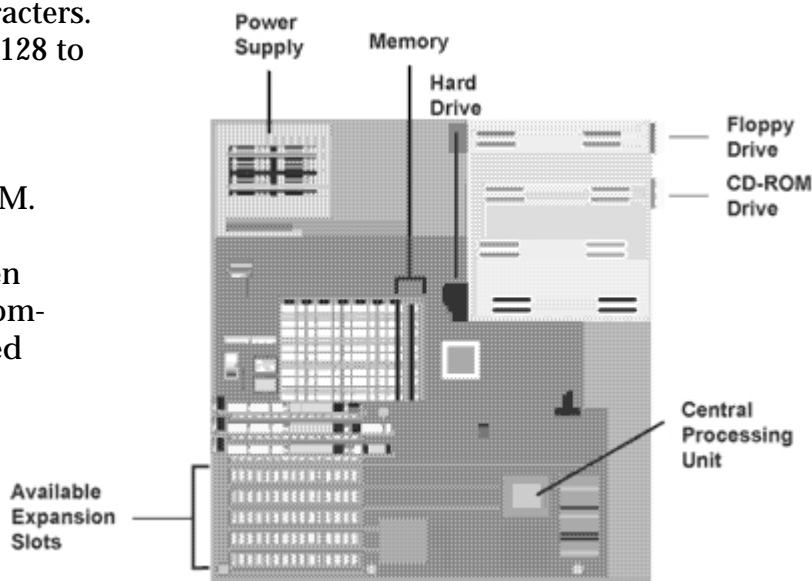 racters.
128 to
M.
en
om-
ed
Power
Supply
Memory
Hard
Drive
Floppy
Drive
CD-ROM
Drive
Central
Processing
Unit
Available
Expansion
Slots